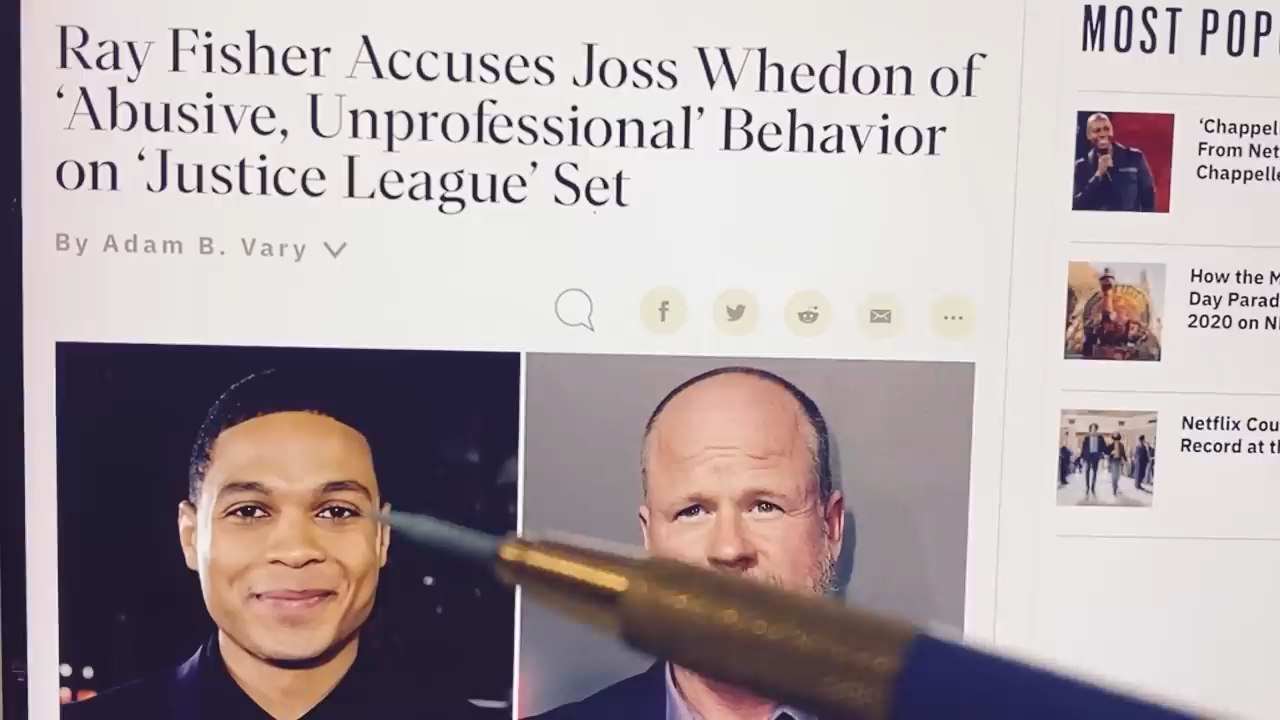 Ray Fisher Accuses Joss Whedon of
‘Abusive, Unprofessional’ Behavior
on ‘Justice League’ Set
By Adam B. Vary
MOST POP
‘Chappel
From Net
Chappelle
How the M
Day Parad
2020 on N
Netflix Cou
Record at th